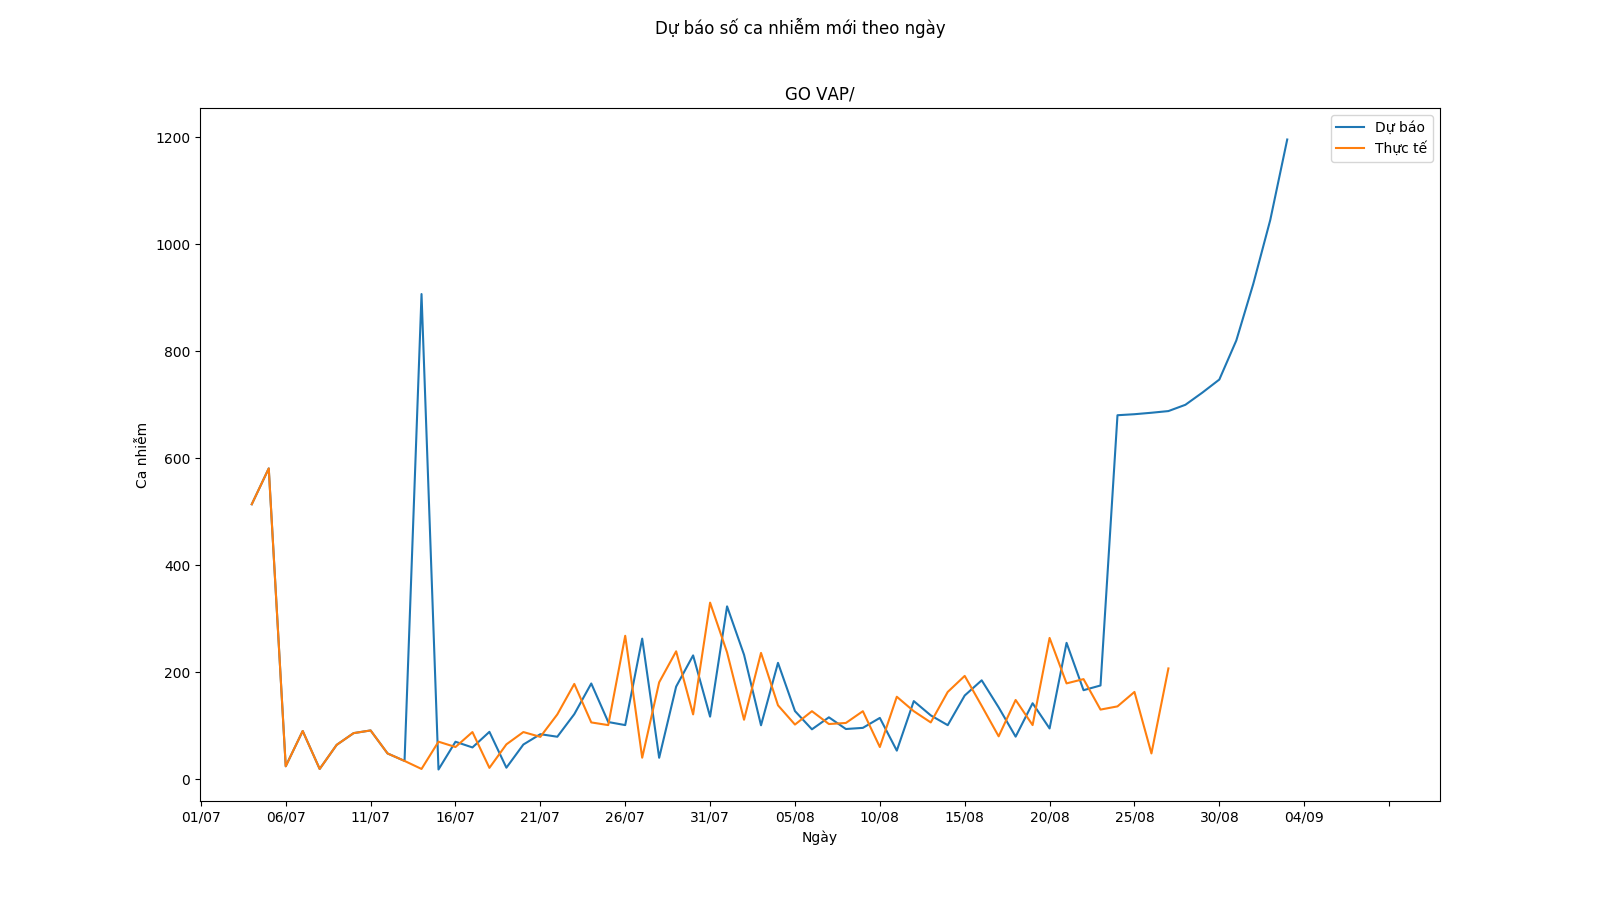 Dự báo số ca nhiễm mới theo ngày
GO VAP/
Dự báo
Thực tế
1200
1000
800
600
400
200
0
Ca nhiễm
01/07 06/07 11/07 16/07 21/07 26/07 31/07 05/08 10/08 15/08 20/08 25/08 30/08 04/09
Ngày